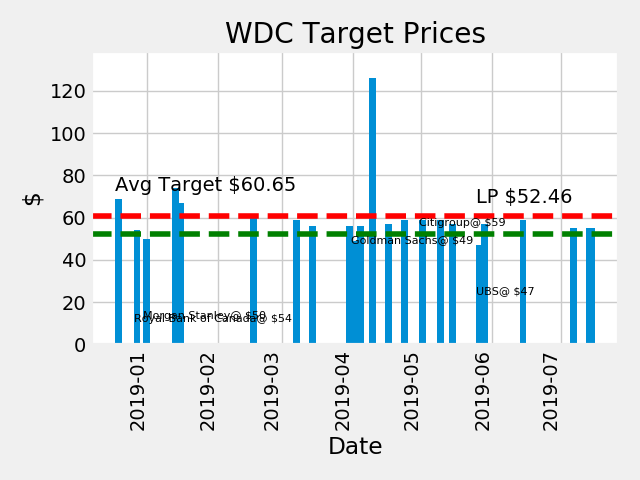 WDC Target Prices
120
100
80
60
40
20
0
$
Avg Target $60.65
LP $52.46
Citigroup@ $59
Goldman Sachs@ $49
UBS@ $47
Morgan Stanley@ $50
Royal Bank of Canada@ $54
2019-01
2019-02
2019-03
2019-04
2019-05
2019-06
2019-07
Date